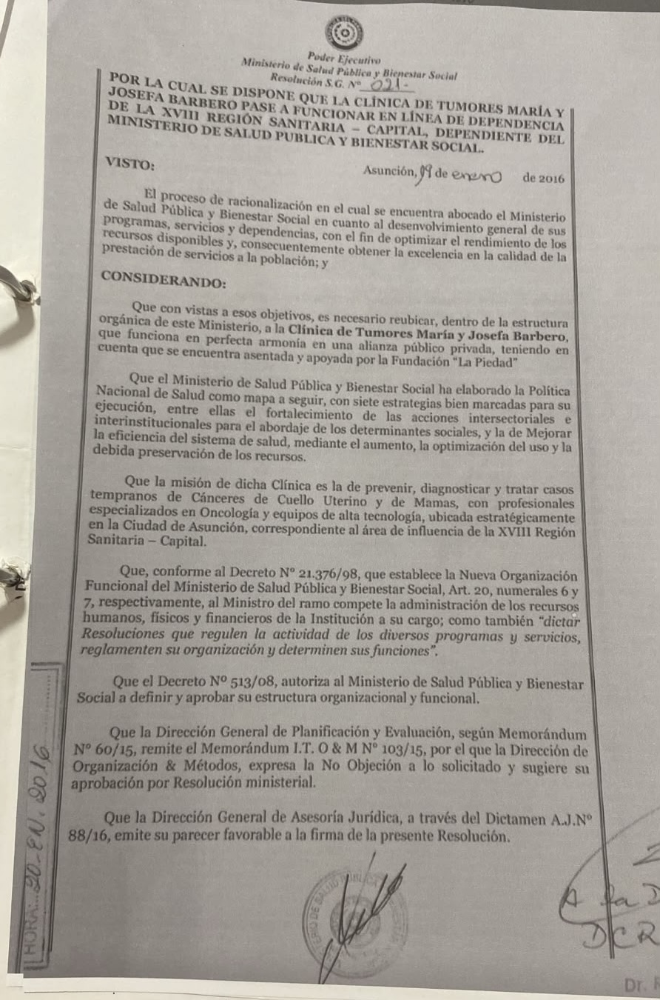 Poder Ejecutivo
Ministerio de Salud Pública y Bienestar Social
Resolución S.G. Nº 021-
POR LA CUAL SE DISPONE QUE LA CLÍNICA DE TUMORES MARÍA Y
JOSEFA BARBERO PASE A FUNCIONAR EN LÍNEA DE DEPENDENCIA
DE LA XVIII REGIÓN SANITARIA – CAPITAL, DEPENDIENTE DEL
MINISTERIO DE SALUD PUBLICA Y BIENESTAR SOCIAL.
VISTO:
Asunción, 19 de enero de 2016
El proceso de racionalización en el cual se encuentra abocado el Ministerio
de Salud Pública y Bienestar Social en cuanto al desenvolvimiento general de sus
programas, servicios y dependencias, con el fin de optimizar el rendimiento de los
recursos disponibles y, consecuentemente obtener la excelencia en la calidad de la
prestación de servicios a la población; y
CONSIDERANDO:
Que con vistas a esos objetivos, es necesario reubicar, dentro de la estructura
orgánica de este Ministerio, a la Clínica de Tumores María y Josefa Barbero,
que funciona en perfecta armonía en una alianza público privada, teniendo en
cuenta que se encuentra asentada y apoyada por la Fundación “La Piedad”
Que el Ministerio de Salud Pública y Bienestar Social ha elaborado la Política
Nacional de Salud como mapa a seguir, con siete estrategias bien marcadas para su
ejecución, entre ellas el fortalecimiento de las acciones intersectoriales e
interinstitucionales para el abordaje de los determinantes sociales, y la de Mejorar
la eficiencia del sistema de salud, mediante el aumento, la optimización del uso y la
debida preservación de los recursos.
Que la misión de dicha Clínica es la de prevenir, diagnosticar y tratar casos
tempranos de Cánceres de Cuello Uterino y de Mamas, con profesionales
especializados en Oncología y equipos de alta tecnología, ubicada estratégicamente
en la Ciudad de Asunción, correspondiente al área de influencia de la XVIII Región
Sanitaria – Capital.
Que, conforme al Decreto Nº 21.376/98, que establece la Nueva Organización
Funcional del Ministerio de Salud Pública y Bienestar Social, Art. 20, numerales 6 y
7, respectivamente, al Ministro del ramo compete la administración de los recursos
humanos, físicos y financieros de la Institución a su cargo; como también “dictar
Resoluciones que regulen la actividad de los diversos programas y servicios,
reglamenten su organización y determinen sus funciones”.
Que el Decreto Nº 513/08, autoriza al Ministerio de Salud Pública y Bienestar
Social a definir y aprobar su estructura organizacional y funcional.
Que la Dirección General de Planificación y Evaluación, según Memorándum
Nº 60/15, remite el Memorándum I.T. O & M Nº 103/15, por el que la Dirección de
Organización & Métodos, expresa la No Objeción a lo solicitado y sugiere su
aprobación por Resolución ministerial.
Que la Dirección General de Asesoría Jurídica, a través del Dictamen A.J.Nº
88/16, emite su parecer favorable a la firma de la presente Resolución.
HORA:...20-EN. 2016
A la D
DCR
Dr.